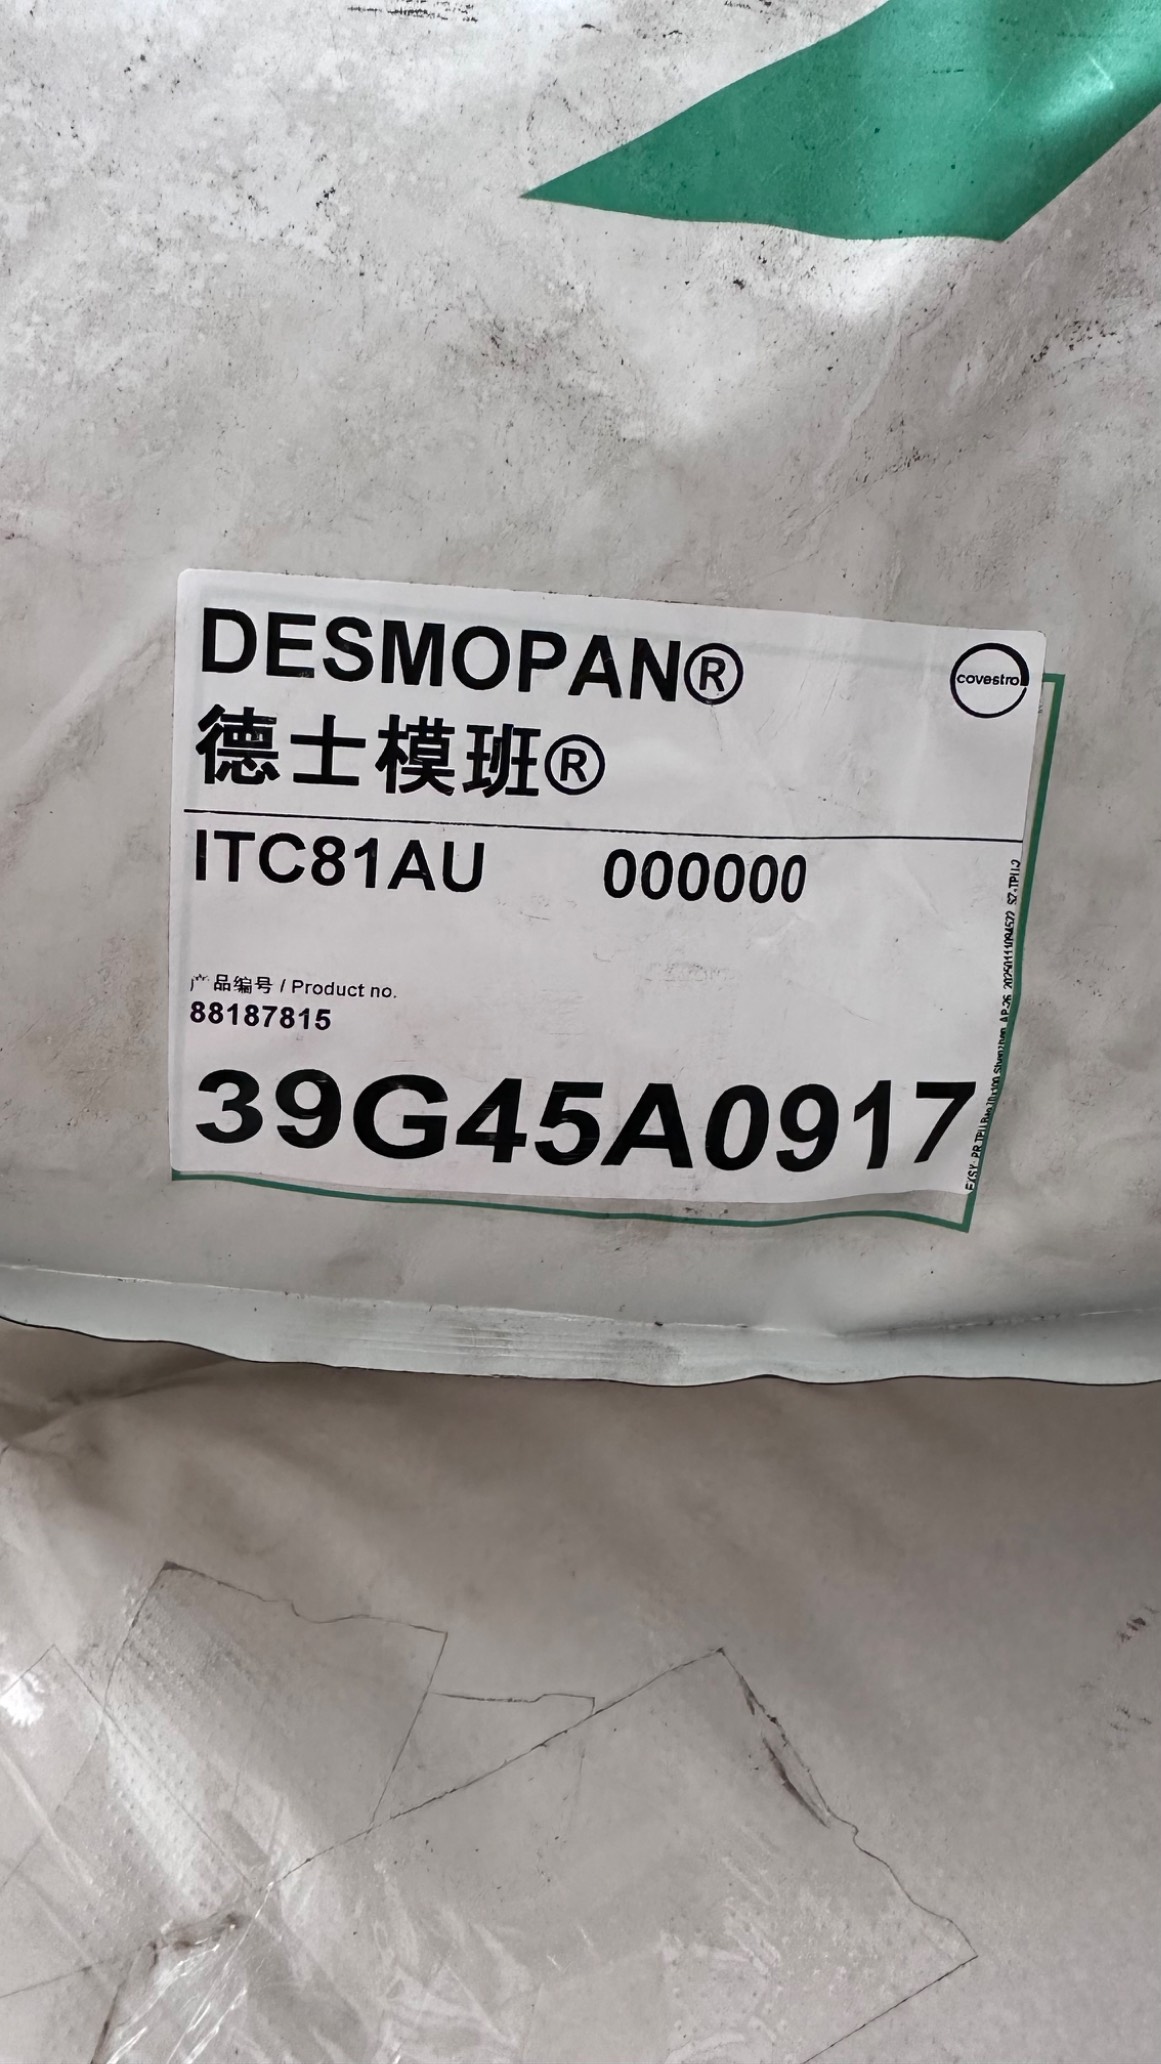 DESMOPAN®
covestro
德士模班®
ITC81AU 000000
产品编号 / Product no.
88187815
39G45A0917